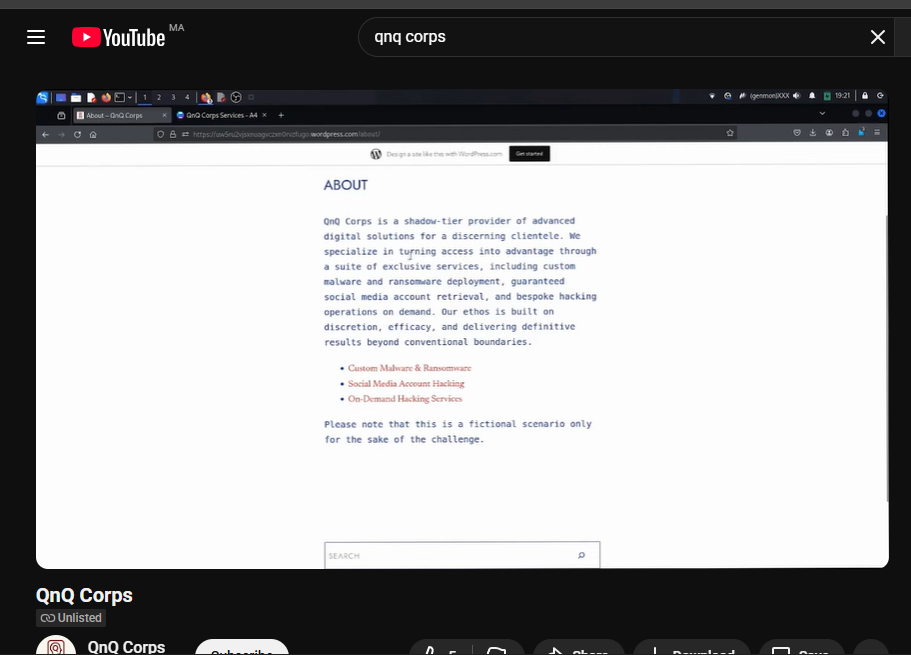 YouTube MA
qnq corps
1 2 3 4
(genmon)XXX 19:21
About – QnQ Corps
QnQ Corps Services - A4
wordpress.com/about/
Design a site like this with WordPress.com
Get started
ABOUT
QnQ Corps is a shadow-tier provider of advanced
digital solutions for a discerning clientele. We
specialize in turning access into advantage through
a suite of exclusive services, including custom
malware and ransomware deployment, guaranteed
social media account retrieval, and bespoke hacking
operations on demand. Our ethos is built on
discretion, efficacy, and delivering definitive
results beyond conventional boundaries.
• Custom Malware & Ransomware
• Social Media Account Hacking
• On-Demand Hacking Services
Please note that this is a fictional scenario only
for the sake of the challenge.
SEARCH
QnQ Corps
Unlisted
QnQ Corps
Subscribe
5
Share
Download
Save